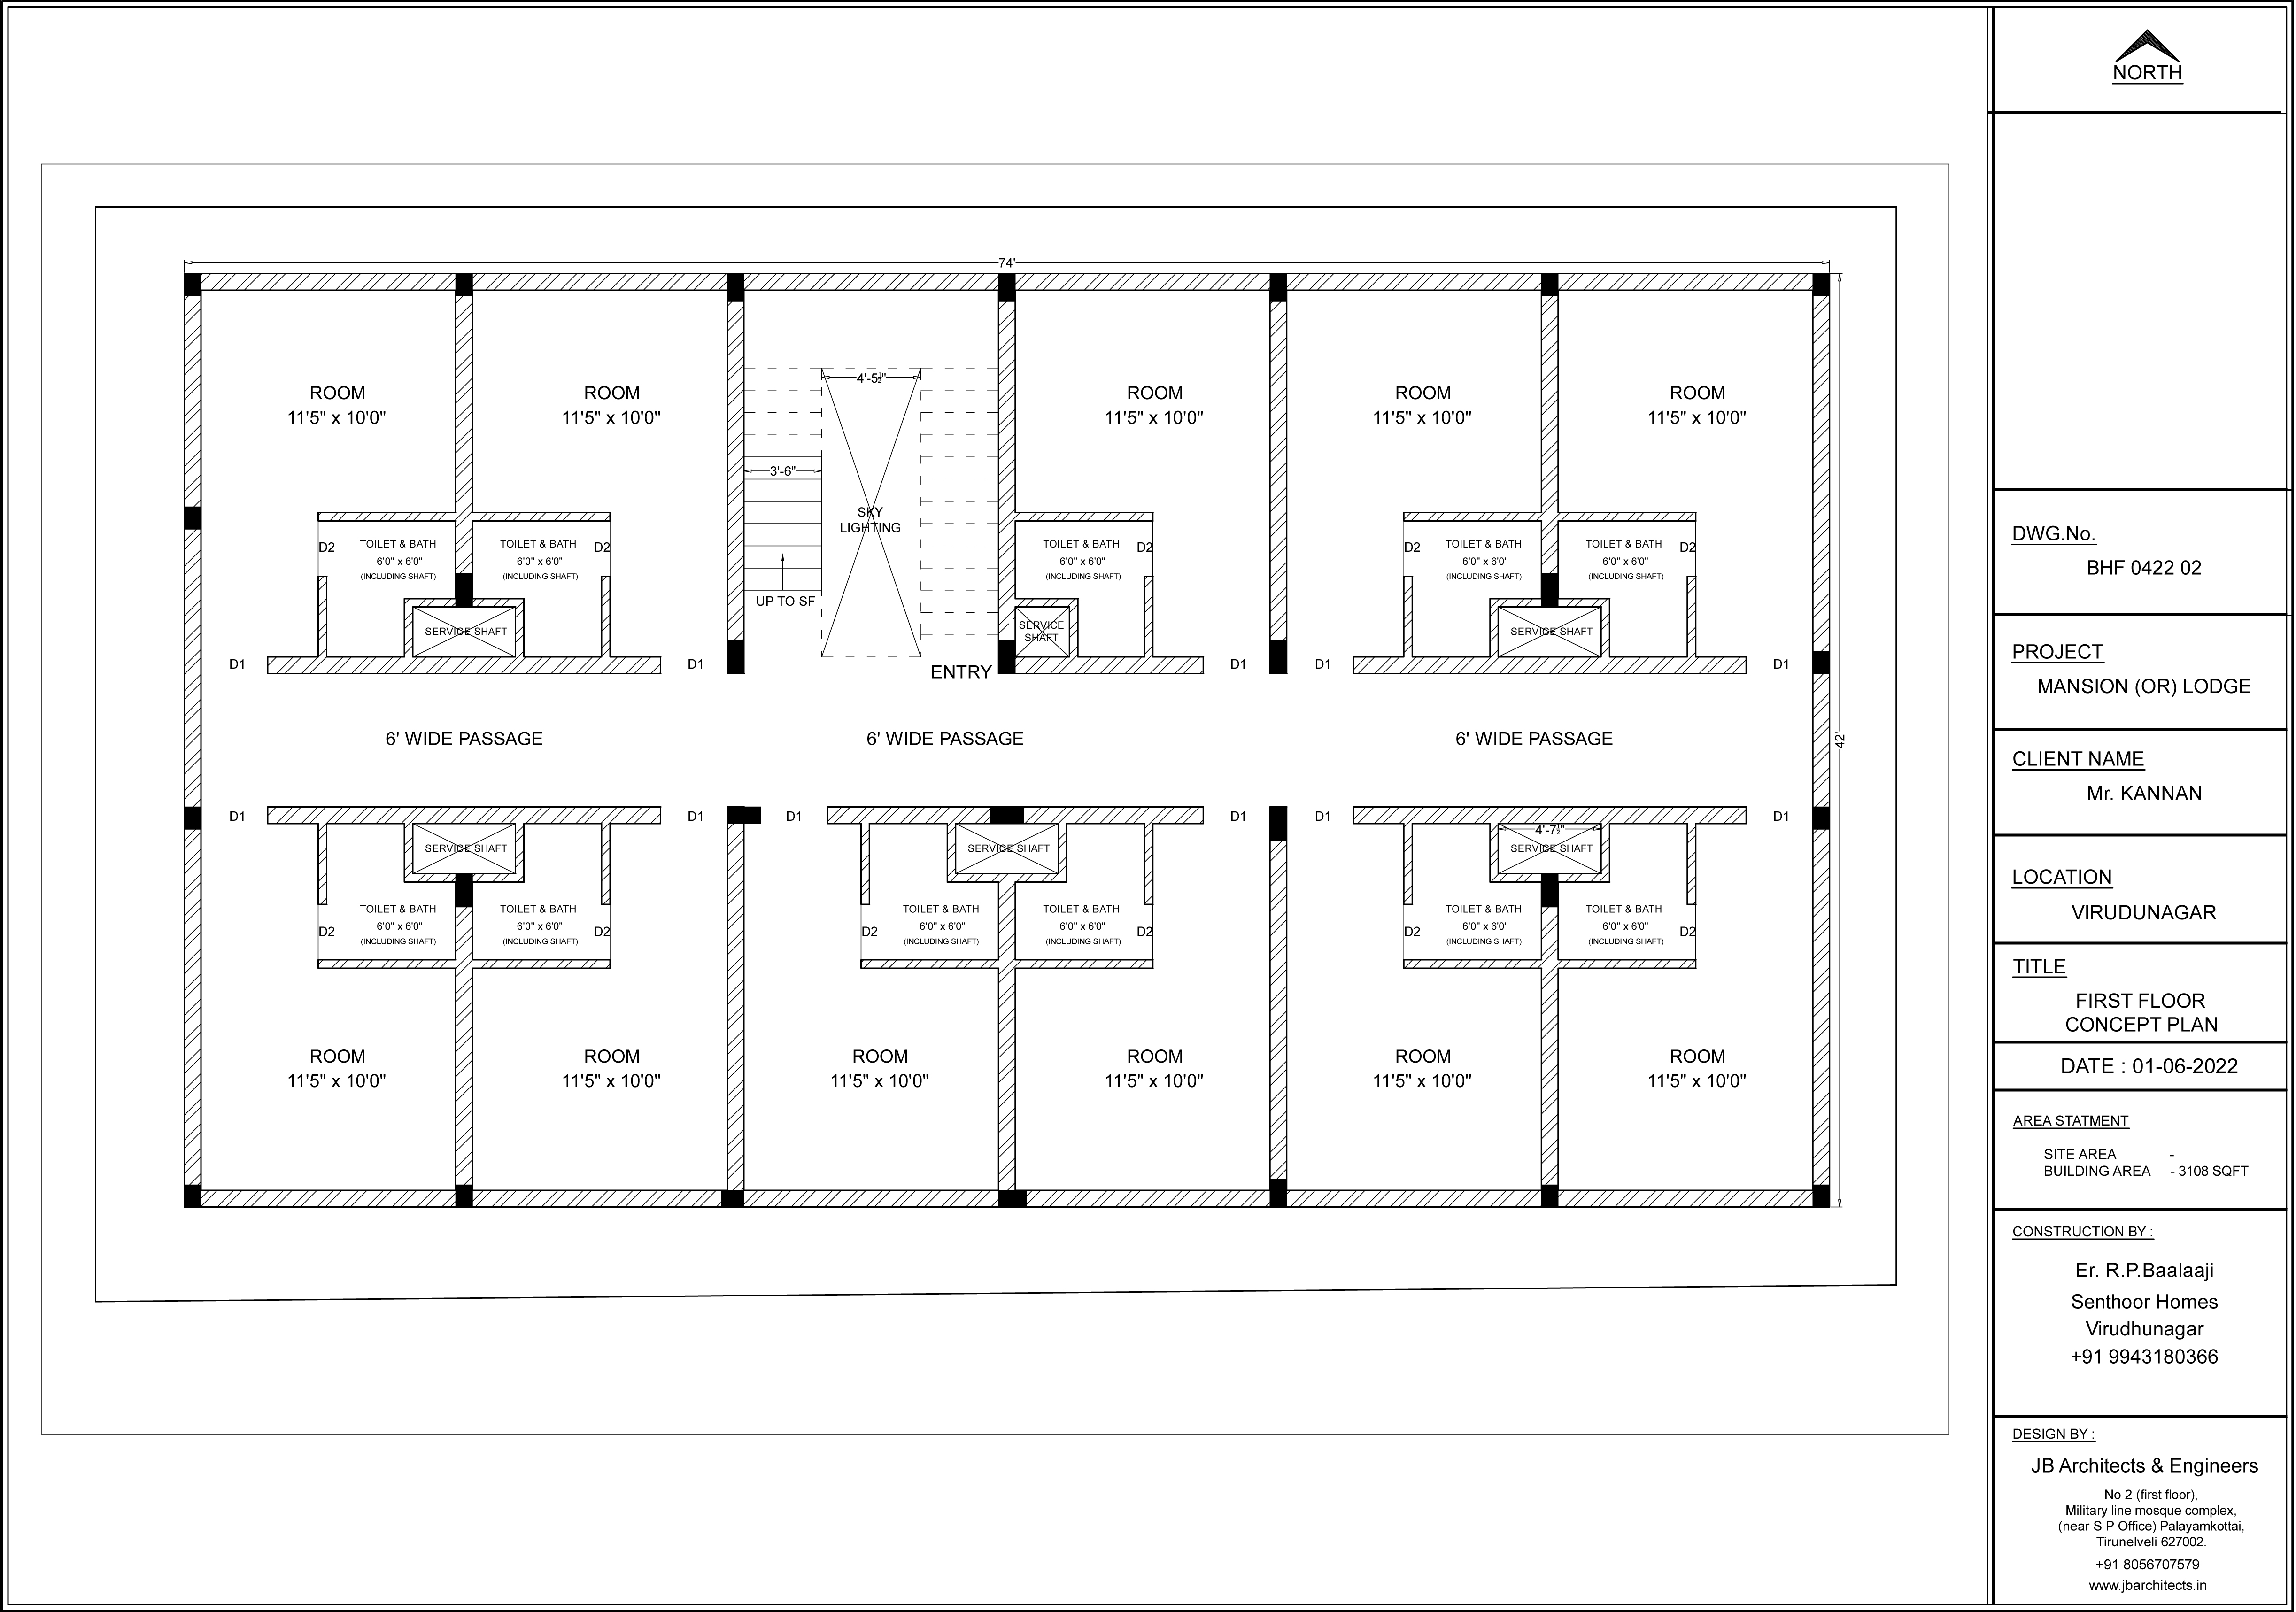 NORTH
74'
ROOM
11'5" x 10'0"
ROOM
11'5" x 10'0"
4'-5½"
3'-6"
SKY
LIGHTING
UP TO SF
ENTRY
ROOM
11'5" x 10'0"
ROOM
11'5" x 10'0"
ROOM
11'5" x 10'0"
D2
TOILET & BATH
6'0" x 6'0"
(INCLUDING SHAFT)
TOILET & BATH
6'0" x 6'0"
(INCLUDING SHAFT)
D2
SERVICE SHAFT
TOILET & BATH
6'0" x 6'0"
(INCLUDING SHAFT)
D2
SERVICE
SHAFT
D2
TOILET & BATH
6'0" x 6'0"
(INCLUDING SHAFT)
TOILET & BATH
6'0" x 6'0"
(INCLUDING SHAFT)
D2
SERVICE SHAFT
D1
D1
D1
D1
D1
6' WIDE PASSAGE
6' WIDE PASSAGE
6' WIDE PASSAGE
42'
D1
D1
D1
D1
D1
D1
SERVICE SHAFT
SERVICE SHAFT
4'-7½"
SERVICE SHAFT
D2
TOILET & BATH
6'0" x 6'0"
(INCLUDING SHAFT)
TOILET & BATH
6'0" x 6'0"
(INCLUDING SHAFT)
D2
D2
TOILET & BATH
6'0" x 6'0"
(INCLUDING SHAFT)
TOILET & BATH
6'0" x 6'0"
(INCLUDING SHAFT)
D2
D2
TOILET & BATH
6'0" x 6'0"
(INCLUDING SHAFT)
TOILET & BATH
6'0" x 6'0"
(INCLUDING SHAFT)
D2
ROOM
11'5" x 10'0"
ROOM
11'5" x 10'0"
ROOM
11'5" x 10'0"
ROOM
11'5" x 10'0"
ROOM
11'5" x 10'0"
ROOM
11'5" x 10'0"
DWG.No.
BHF 0422 02
PROJECT
MANSION (OR) LODGE
CLIENT NAME
Mr. KANNAN
LOCATION
VIRUDUNAGAR
TITLE
FIRST FLOOR
CONCEPT PLAN
DATE : 01-06-2022
AREA STATMENT
SITE AREA -
BUILDING AREA - 3108 SQFT
CONSTRUCTION BY :
Er. R.P.Baalaaji
Senthoor Homes
Virudhunagar
+91 9943180366
DESIGN BY :
JB Architects & Engineers
No 2 (first floor),
Military line mosque complex,
(near S P Office) Palayamkottai,
Tirunelveli 627002.
+91 8056707579
www.jbarchitects.in